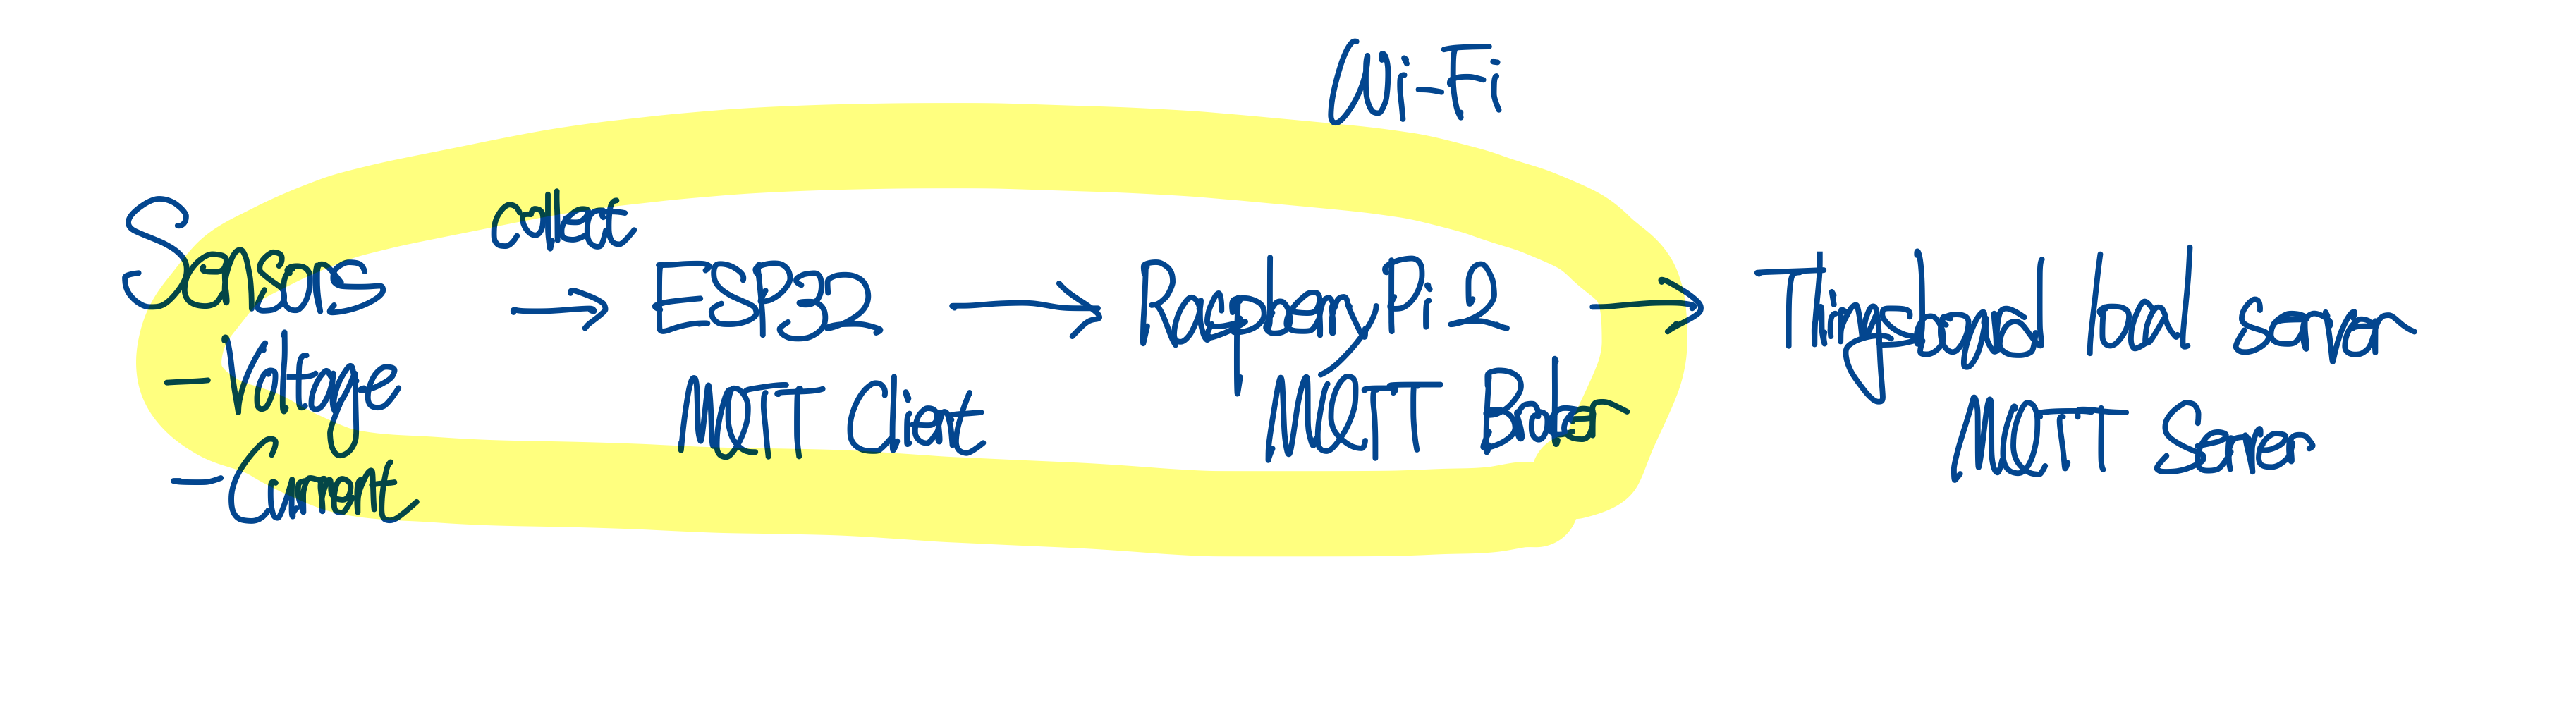 Wi-Fi
collect
Sensors → ESP32 → Raspberry Pi 2 → Thingsboard local server
- Voltage
MQTT Client
MQTT Broker
MQTT Server
- Current